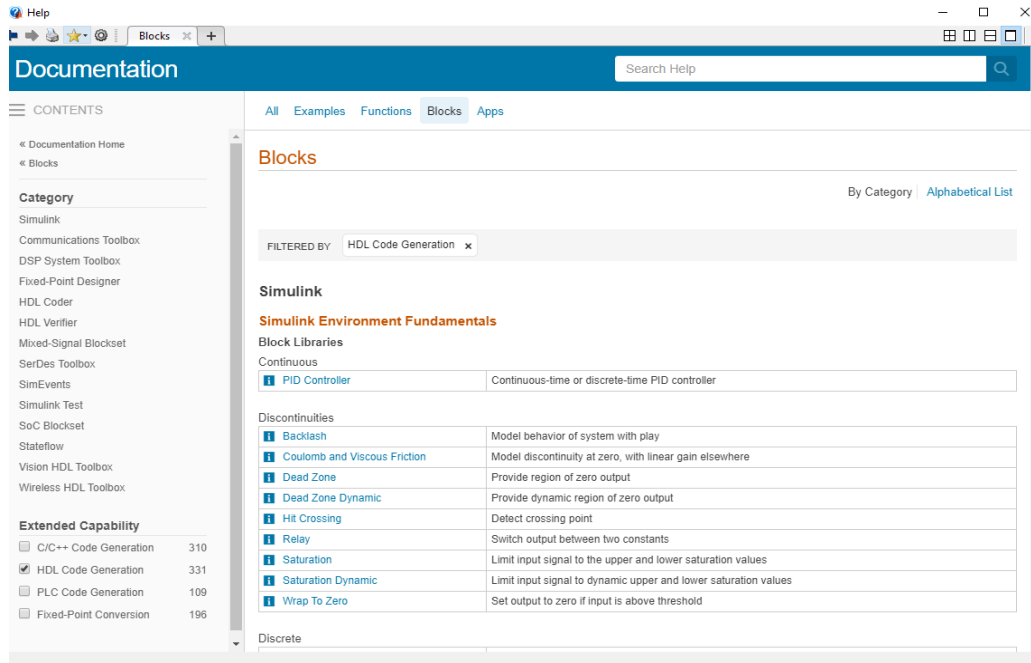 Help
Blocks
Documentation
Search Help
CONTENTS
All Examples Functions Blocks Apps
« Documentation Home
« Blocks
Category
Simulink
Communications Toolbox
DSP System Toolbox
Fixed-Point Designer
HDL Coder
HDL Verifier
Mixed-Signal Blockset
SerDes Toolbox
SimEvents
Simulink Test
SoC Blockset
Stateflow
Vision HDL Toolbox
Wireless HDL Toolbox
Extended Capability
C/C++ Code Generation 310
HDL Code Generation 331
PLC Code Generation 109
Fixed-Point Conversion 196
Blocks
By Category Alphabetical List
FILTERED BY HDL Code Generation ×
Simulink
Simulink Environment Fundamentals
Block Libraries
Continuous
PID Controller Continuous-time or discrete-time PID controller
Discontinuities
Backlash Model behavior of system with play
Coulomb and Viscous Friction Model discontinuity at zero, with linear gain elsewhere
Dead Zone Provide region of zero output
Dead Zone Dynamic Provide dynamic region of zero output
Hit Crossing Detect crossing point
Relay Switch output between two constants
Saturation Limit input signal to the upper and lower saturation values
Saturation Dynamic Limit input signal to dynamic upper and lower saturation values
Wrap To Zero Set output to zero if input is above threshold
Discrete